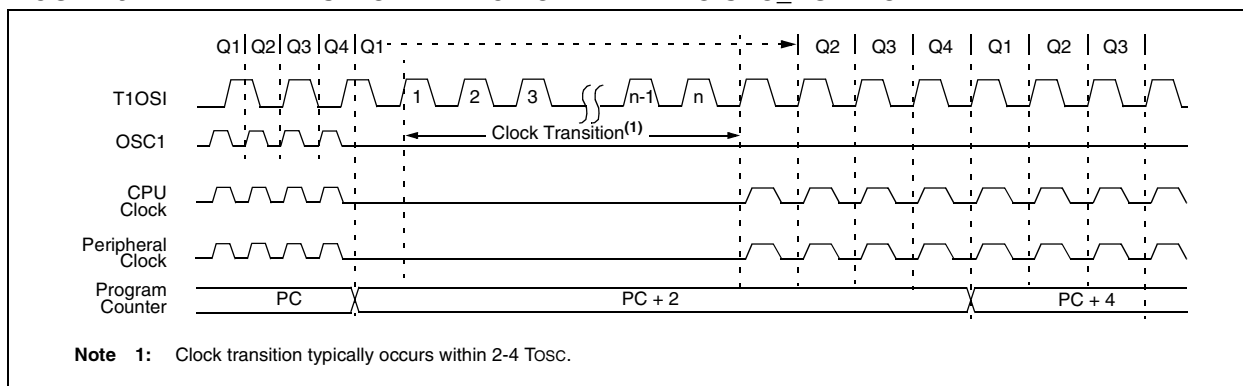 Q1 Q2 Q3 Q4 Q1 Q2 Q3 Q4 Q1 Q2 Q3
T1OSI 1 2 3 n-1 n
Clock Transition(1)
OSC1
CPU
Clock
Peripheral
Clock
Program
Counter
PC PC + 2 PC + 4
Note 1: Clock transition typically occurs within 2-4 TOSC.